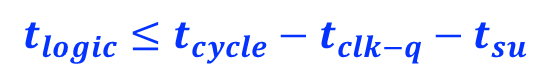 t_logic ≤ t_cycle − t_clk−q − t_su